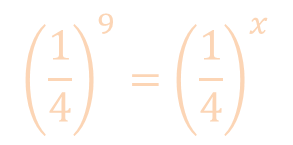 (1/4)^9 = (1/4)^x